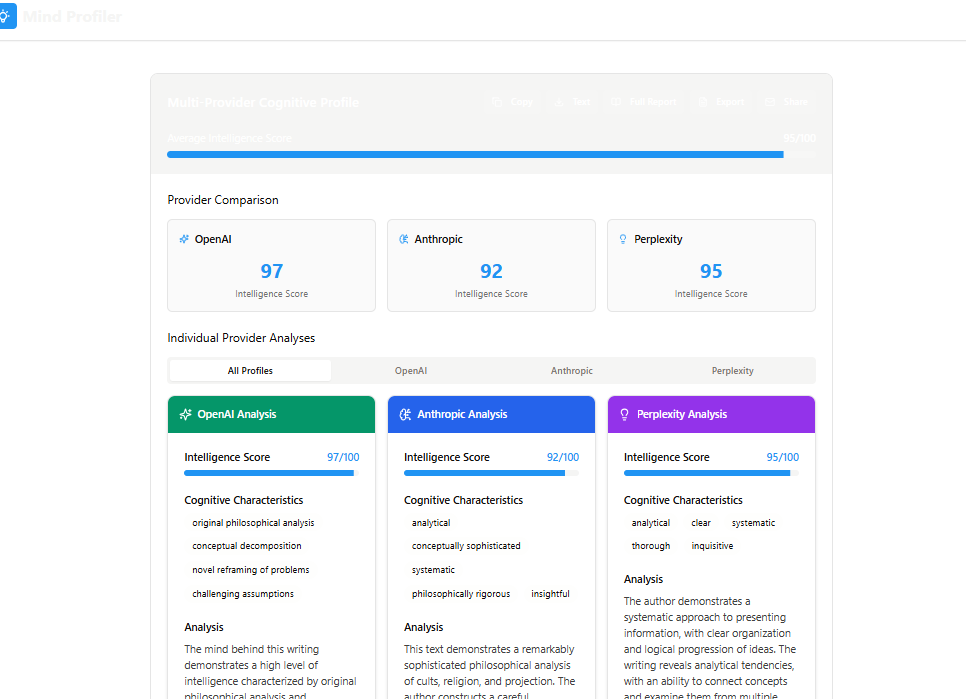 Mind Profiler
Multi-Provider Cognitive Profile
Copy Text Full Report Export Share
Average Intelligence Score 95/100
Provider Comparison
OpenAI Anthropic Perplexity
97 92 95
Intelligence Score Intelligence Score Intelligence Score
Individual Provider Analyses
All Profiles OpenAI Anthropic Perplexity
OpenAI Analysis
Intelligence Score 97/100
Cognitive Characteristics
original philosophical analysis
conceptual decomposition
novel reframing of problems
challenging assumptions
Analysis
The mind behind this writing
demonstrates a high level of
intelligence characterized by original
philosophical analysis and
Anthropic Analysis
Intelligence Score 92/100
Cognitive Characteristics
analytical
conceptually sophisticated
systematic
philosophically rigorous insightful
Analysis
This text demonstrates a remarkably
sophisticated philosophical analysis
of cults, religion, and projection. The
author constructs a careful
Perplexity Analysis
Intelligence Score 95/100
Cognitive Characteristics
analytical clear systematic
thorough inquisitive
Analysis
The author demonstrates a
systematic approach to presenting
information, with clear organization
and logical progression of ideas. The
writing reveals analytical tendencies,
with an ability to connect concepts
and examine them from multiple